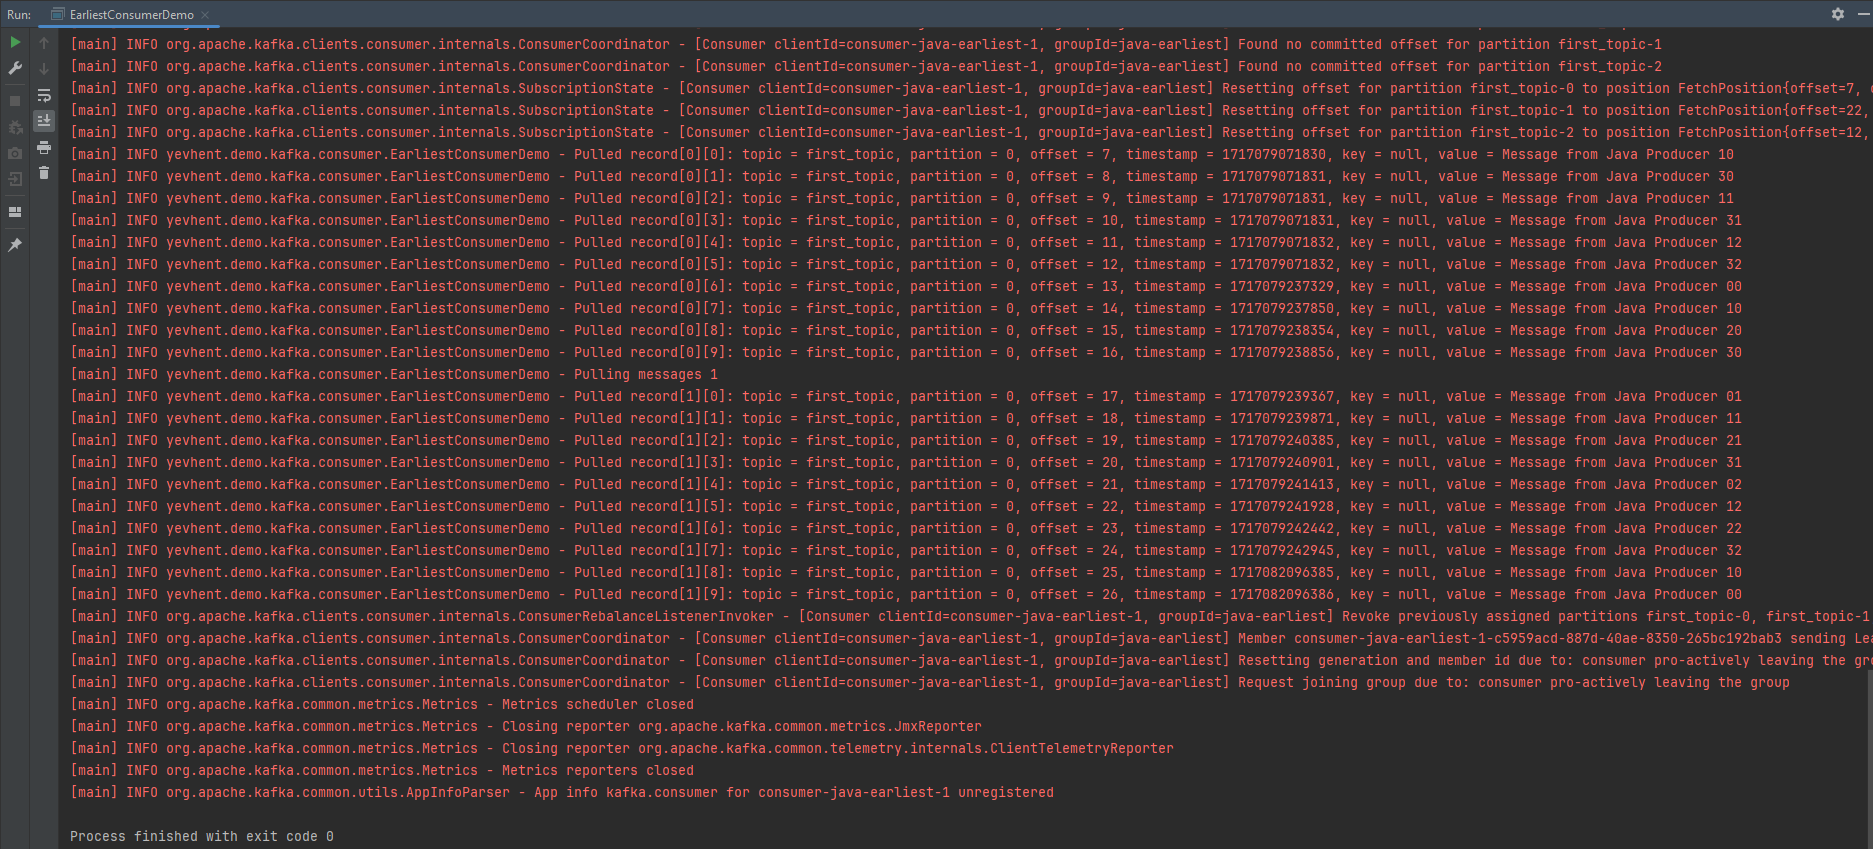 Run: EarliestConsumerDemo
[main] INFO org.apache.kafka.clients.consumer.internals.ConsumerCoordinator - [Consumer clientId=consumer-java-earliest-1, groupId=java-earliest] Found no committed offset for partition first_topic-1
[main] INFO org.apache.kafka.clients.consumer.internals.ConsumerCoordinator - [Consumer clientId=consumer-java-earliest-1, groupId=java-earliest] Found no committed offset for partition first_topic-2
[main] INFO org.apache.kafka.clients.consumer.internals.SubscriptionState - [Consumer clientId=consumer-java-earliest-1, groupId=java-earliest] Resetting offset for partition first_topic-0 to position FetchPosition{offset=7,
[main] INFO org.apache.kafka.clients.consumer.internals.SubscriptionState - [Consumer clientId=consumer-java-earliest-1, groupId=java-earliest] Resetting offset for partition first_topic-1 to position FetchPosition{offset=22,
[main] INFO org.apache.kafka.clients.consumer.internals.SubscriptionState - [Consumer clientId=consumer-java-earliest-1, groupId=java-earliest] Resetting offset for partition first_topic-2 to position FetchPosition{offset=12,
[main] INFO yevhent.demo.kafka.consumer.EarliestConsumerDemo - Pulled record[0][0]: topic = first_topic, partition = 0, offset = 7, timestamp = 1717079071830, key = null, value = Message from Java Producer 10
[main] INFO yevhent.demo.kafka.consumer.EarliestConsumerDemo - Pulled record[0][1]: topic = first_topic, partition = 0, offset = 8, timestamp = 1717079071831, key = null, value = Message from Java Producer 30
[main] INFO yevhent.demo.kafka.consumer.EarliestConsumerDemo - Pulled record[0][2]: topic = first_topic, partition = 0, offset = 9, timestamp = 1717079071831, key = null, value = Message from Java Producer 11
[main] INFO yevhent.demo.kafka.consumer.EarliestConsumerDemo - Pulled record[0][3]: topic = first_topic, partition = 0, offset = 10, timestamp = 1717079071831, key = null, value = Message from Java Producer 31
[main] INFO yevhent.demo.kafka.consumer.EarliestConsumerDemo - Pulled record[0][4]: topic = first_topic, partition = 0, offset = 11, timestamp = 1717079071832, key = null, value = Message from Java Producer 12
[main] INFO yevhent.demo.kafka.consumer.EarliestConsumerDemo - Pulled record[0][5]: topic = first_topic, partition = 0, offset = 12, timestamp = 1717079071832, key = null, value = Message from Java Producer 32
[main] INFO yevhent.demo.kafka.consumer.EarliestConsumerDemo - Pulled record[0][6]: topic = first_topic, partition = 0, offset = 13, timestamp = 1717079237329, key = null, value = Message from Java Producer 00
[main] INFO yevhent.demo.kafka.consumer.EarliestConsumerDemo - Pulled record[0][7]: topic = first_topic, partition = 0, offset = 14, timestamp = 1717079237850, key = null, value = Message from Java Producer 10
[main] INFO yevhent.demo.kafka.consumer.EarliestConsumerDemo - Pulled record[0][8]: topic = first_topic, partition = 0, offset = 15, timestamp = 1717079238354, key = null, value = Message from Java Producer 20
[main] INFO yevhent.demo.kafka.consumer.EarliestConsumerDemo - Pulled record[0][9]: topic = first_topic, partition = 0, offset = 16, timestamp = 1717079238856, key = null, value = Message from Java Producer 30
[main] INFO yevhent.demo.kafka.consumer.EarliestConsumerDemo - Pulling messages 1
[main] INFO yevhent.demo.kafka.consumer.EarliestConsumerDemo - Pulled record[1][0]: topic = first_topic, partition = 0, offset = 17, timestamp = 1717079239367, key = null, value = Message from Java Producer 01
[main] INFO yevhent.demo.kafka.consumer.EarliestConsumerDemo - Pulled record[1][1]: topic = first_topic, partition = 0, offset = 18, timestamp = 1717079239871, key = null, value = Message from Java Producer 11
[main] INFO yevhent.demo.kafka.consumer.EarliestConsumerDemo - Pulled record[1][2]: topic = first_topic, partition = 0, offset = 19, timestamp = 1717079240385, key = null, value = Message from Java Producer 21
[main] INFO yevhent.demo.kafka.consumer.EarliestConsumerDemo - Pulled record[1][3]: topic = first_topic, partition = 0, offset = 20, timestamp = 1717079240901, key = null, value = Message from Java Producer 31
[main] INFO yevhent.demo.kafka.consumer.EarliestConsumerDemo - Pulled record[1][4]: topic = first_topic, partition = 0, offset = 21, timestamp = 1717079241413, key = null, value = Message from Java Producer 02
[main] INFO yevhent.demo.kafka.consumer.EarliestConsumerDemo - Pulled record[1][5]: topic = first_topic, partition = 0, offset = 22, timestamp = 1717079241928, key = null, value = Message from Java Producer 12
[main] INFO yevhent.demo.kafka.consumer.EarliestConsumerDemo - Pulled record[1][6]: topic = first_topic, partition = 0, offset = 23, timestamp = 1717079242442, key = null, value = Message from Java Producer 22
[main] INFO yevhent.demo.kafka.consumer.EarliestConsumerDemo - Pulled record[1][7]: topic = first_topic, partition = 0, offset = 24, timestamp = 1717079242945, key = null, value = Message from Java Producer 32
[main] INFO yevhent.demo.kafka.consumer.EarliestConsumerDemo - Pulled record[1][8]: topic = first_topic, partition = 0, offset = 25, timestamp = 1717082096385, key = null, value = Message from Java Producer 10
[main] INFO yevhent.demo.kafka.consumer.EarliestConsumerDemo - Pulled record[1][9]: topic = first_topic, partition = 0, offset = 26, timestamp = 1717082096386, key = null, value = Message from Java Producer 00
[main] INFO org.apache.kafka.clients.consumer.internals.ConsumerRebalanceListenerInvoker - [Consumer clientId=consumer-java-earliest-1, groupId=java-earliest] Revoke previously assigned partitions first_topic-0, first_topic-1
[main] INFO org.apache.kafka.clients.consumer.internals.ConsumerCoordinator - [Consumer clientId=consumer-java-earliest-1, groupId=java-earliest] Member consumer-java-earliest-1-c5959acd-887d-40ae-8350-265bc192bab3 sending Lea
[main] INFO org.apache.kafka.clients.consumer.internals.ConsumerCoordinator - [Consumer clientId=consumer-java-earliest-1, groupId=java-earliest] Resetting generation and member id due to: consumer pro-actively leaving the gro
[main] INFO org.apache.kafka.clients.consumer.internals.ConsumerCoordinator - [Consumer clientId=consumer-java-earliest-1, groupId=java-earliest] Request joining group due to: consumer pro-actively leaving the group
[main] INFO org.apache.kafka.common.metrics.Metrics - Metrics scheduler closed
[main] INFO org.apache.kafka.common.metrics.Metrics - Closing reporter org.apache.kafka.common.metrics.JmxReporter
[main] INFO org.apache.kafka.common.metrics.Metrics - Closing reporter org.apache.kafka.common.telemetry.internals.ClientTelemetryReporter
[main] INFO org.apache.kafka.common.metrics.Metrics - Metrics reporters closed
[main] INFO org.apache.kafka.common.utils.AppInfoParser - App info kafka.consumer for consumer-java-earliest-1 unregistered
Process finished with exit code 0